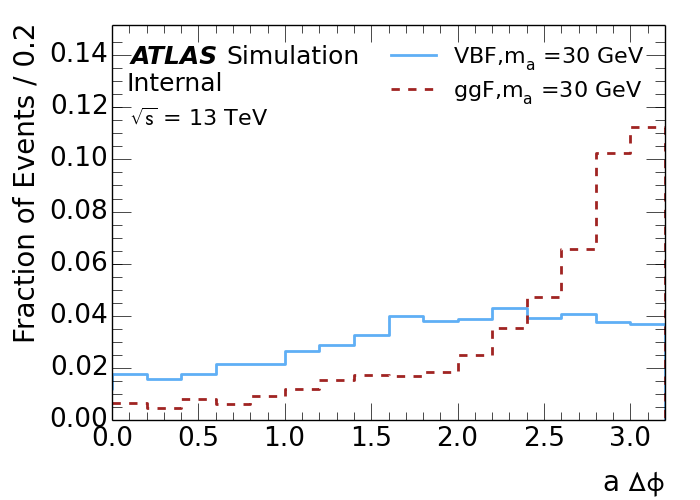 ATLAS Simulation
Internal
√s = 13 TeV
VBF,ma =30 GeV
ggF,ma =30 GeV
Fraction of Events / 0.2
0.14
0.12
0.10
0.08
0.06
0.04
0.02
0.00
0.0 0.5 1.0 1.5 2.0 2.5 3.0
a Δϕ